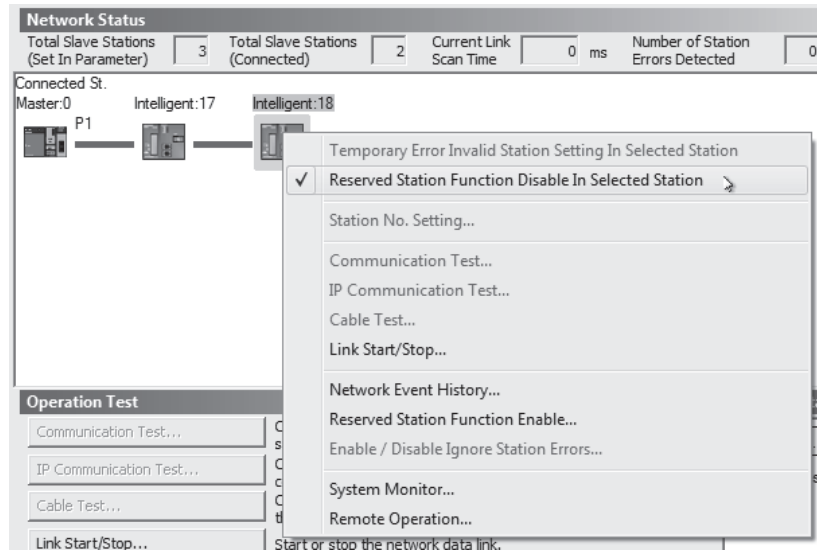 Network Status
Total Slave Stations (Set In Parameter) 3 Total Slave Stations (Connected) 2 Current Link Scan Time 0 ms Number of Station Errors Detected 0
Connected St.
Master:0 Intelligent:17 Intelligent:18
P1
Temporary Error Invalid Station Setting In Selected Station
✓ Reserved Station Function Disable In Selected Station
Station No. Setting...
Communication Test...
IP Communication Test...
Cable Test...
Link Start/Stop...
Network Event History...
Reserved Station Function Enable...
Enable / Disable Ignore Station Errors...
System Monitor...
Remote Operation...
Operation Test
Communication Test...
IP Communication Test...
Cable Test...
Link Start/Stop... Start or stop the network data link.